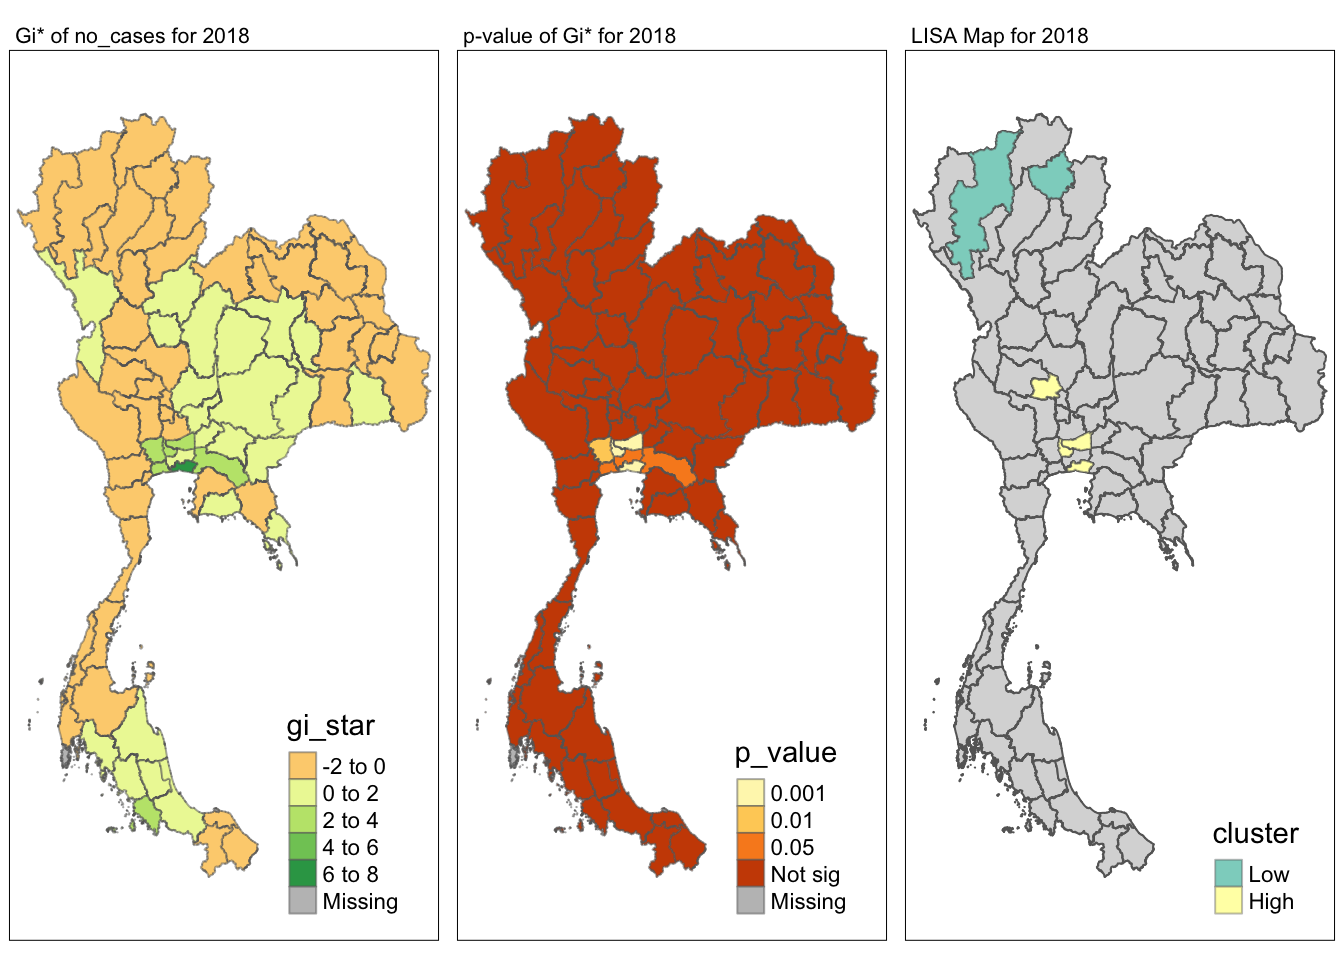 Gi* of no_cases for 2018
p-value of Gi* for 2018
LISA Map for 2018
gi_star
-2 to 0
0 to 2
2 to 4
4 to 6
6 to 8
Missing
p_value
0.001
0.01
0.05
Not sig
Missing
cluster
Low
High